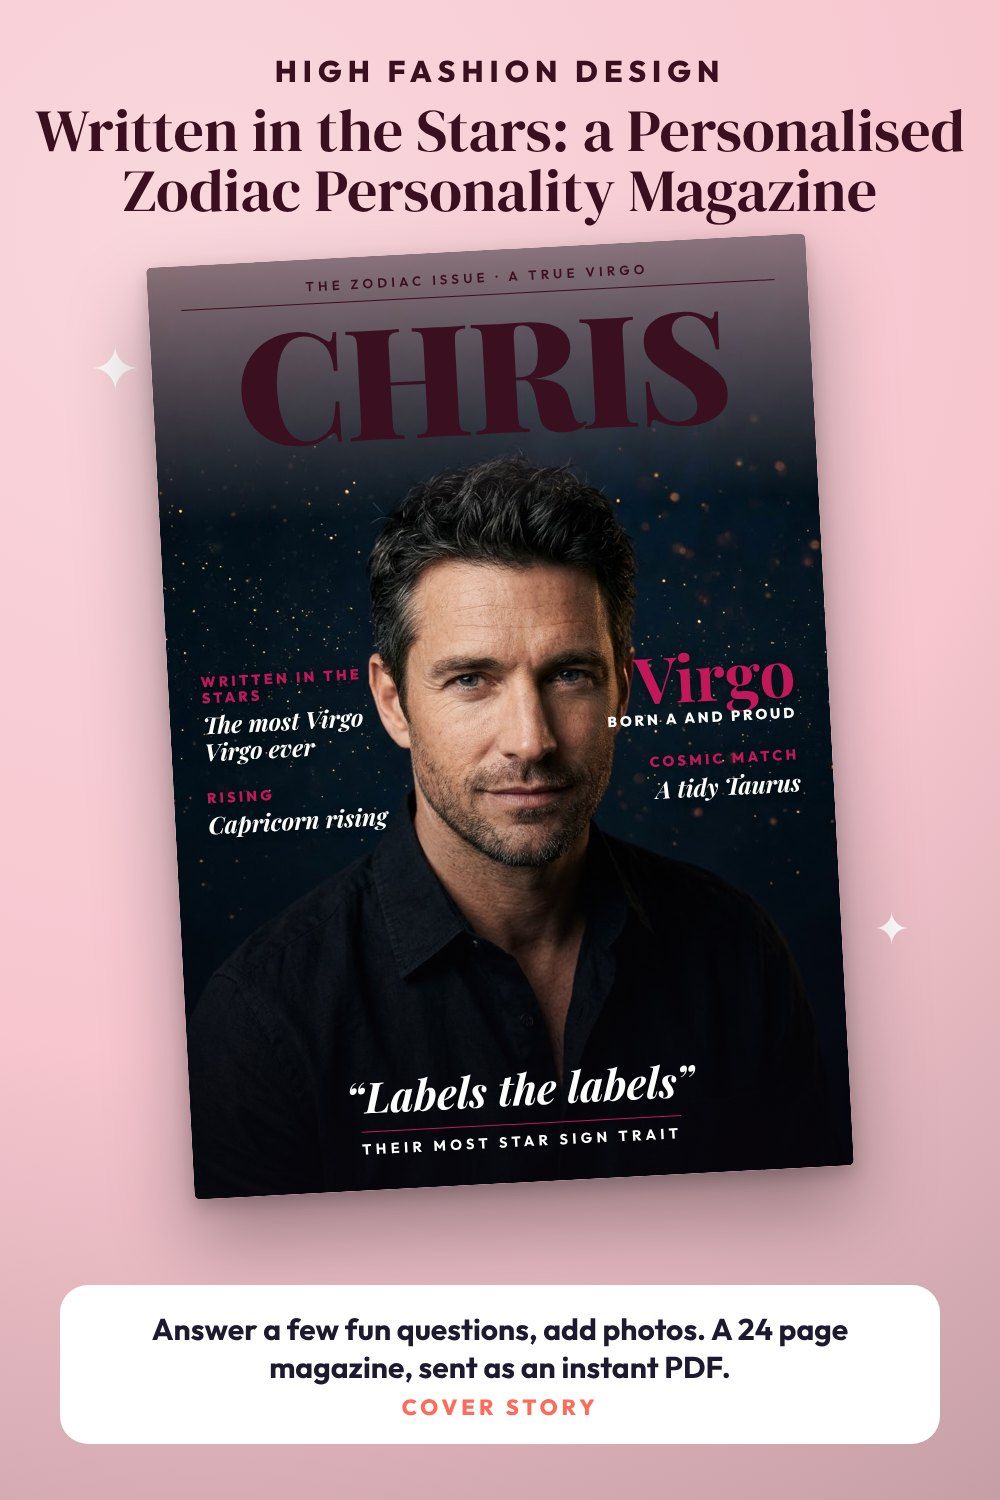 HIGH FASHION DESIGN
Written in the Stars: a Personalised
Zodiac Personality Magazine
THE ZODIAC ISSUE · A TRUE VIRGO
CHRIS
WRITTEN IN THE
STARS
The most Virgo
Virgo ever
RISING
Capricorn rising
Virgo
BORN A AND PROUD
COSMIC MATCH
A tidy Taurus
“Labels the labels”
THEIR MOST STAR SIGN TRAIT
Answer a few fun questions, add photos. A 24 page
magazine, sent as an instant PDF.
COVER STORY